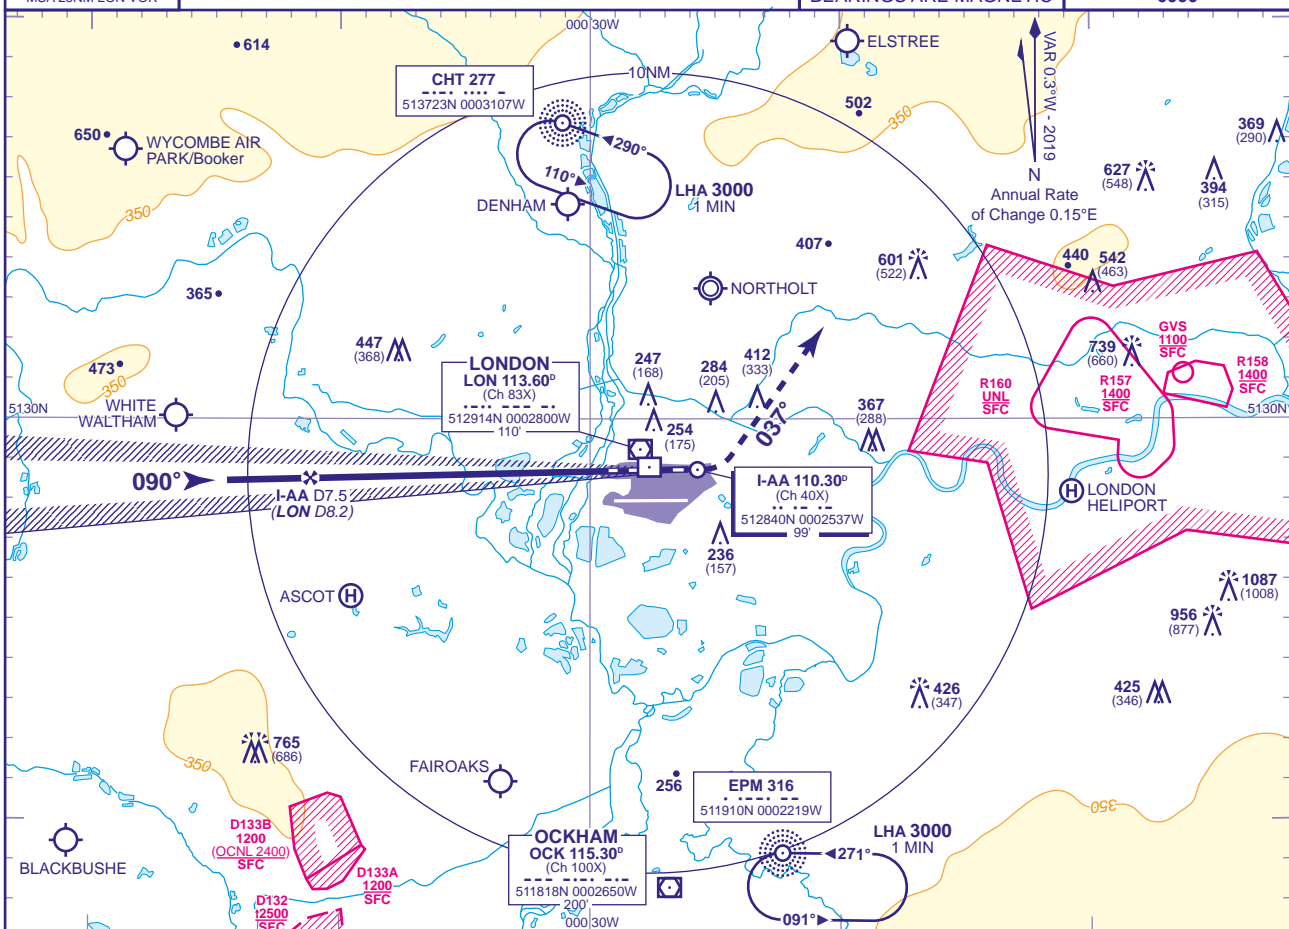 000 30W
614
ELSTREE
VAR 0.3°W - 2019
10NM
CHT 277
513723N 0003107W
502
350
369
(290)
650
WYCOMBE AIR
PARK/Booker
290°
110°
LHA 3000
1 MIN
DENHAM
N
Annual Rate
of Change 0.15°E
627
(548)
394
(315)
350
407
601
(522)
440
542
(463)
365
NORTHOLT
447
(368)
GVS
1100
SFC
739
(660)
R158
1400
SFC
R157
1400
SFC
R160
UNL
SFC
473
350
LONDON
LON 113.60D
(Ch 83X)
512914N 0002800W
110'
247
(168)
284
(205)
412
(333)
254
(175)
037°
367
(288)
5130N
5130N
WHITE
WALTHAM
090°
I-AA D7.5
(LON D8.2)
I-AA 110.30D
(Ch 40X)
512840N 0002537W
99'
LONDON
HELIPORT
H
236
(157)
ASCOT
H
1087
(1008)
956
(877)
426
(347)
425
(346)
765
(686)
350
FAIROAKS
256
EPM 316
511910N 0002219W
350
LHA 3000
1 MIN
271°
091°
D133B
1200
(OCNL 2400)
SFC
D133A
1200
SFC
D132
2500
SFC
BLACKBUSHE
OCKHAM
OCK 115.30D
(Ch 100X)
511818N 0002650W
200'
000 30W